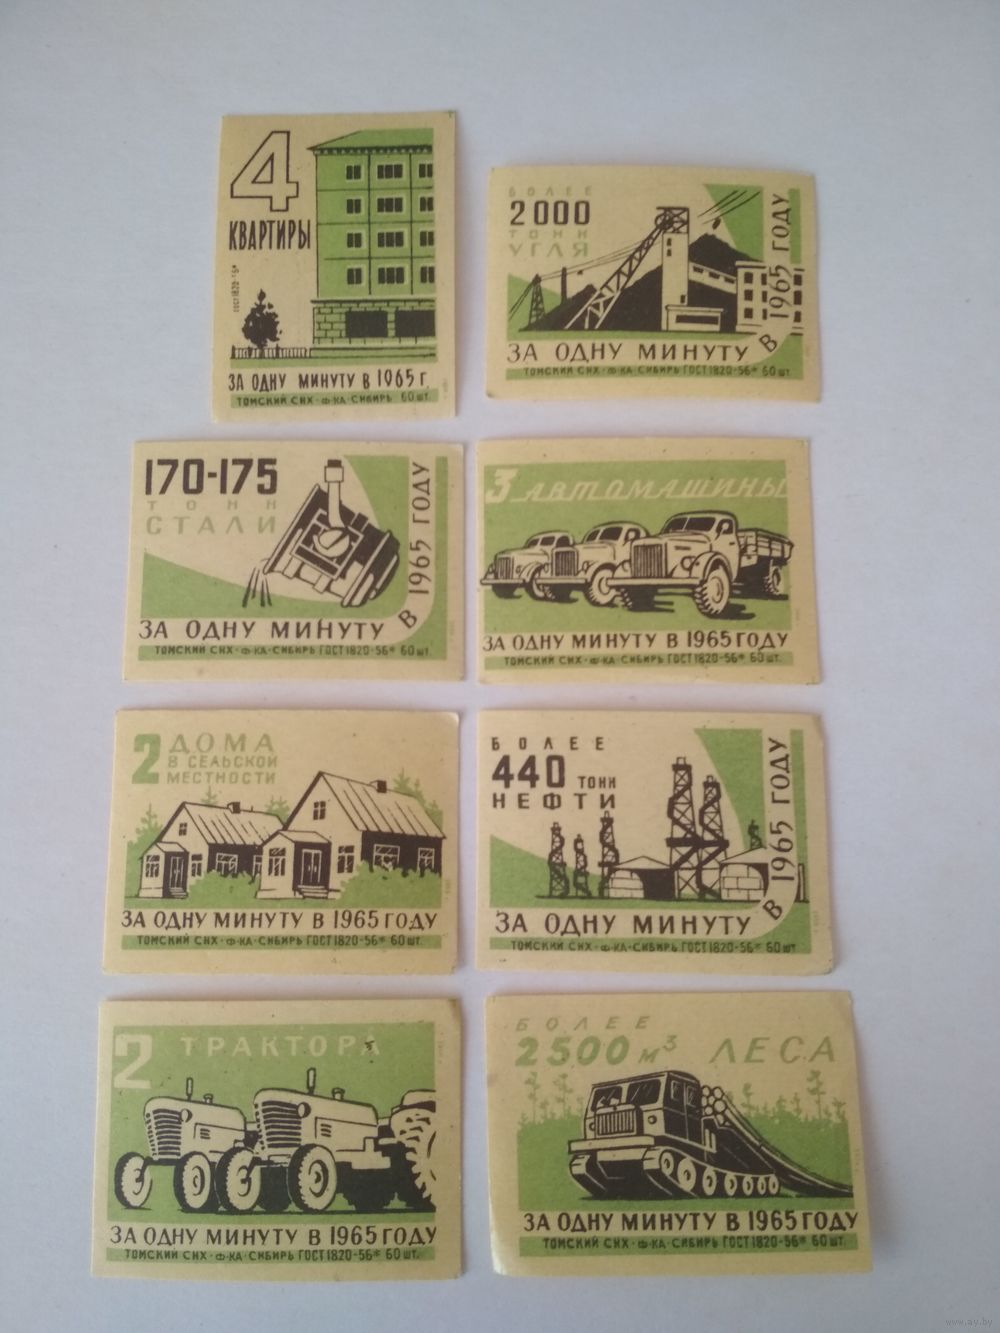 4
КВАРТИРЫ
ГОСТ 1820-56*
ЗА ОДНУ МИНУТУ В 1965 Г.
ТОМСКИЙ СНХ · Ф-КА · СИБИРЬ 60 ШТ.
БОЛЕЕ
2000
ТОНН
УГЛЯ
ЗА ОДНУ МИНУТУ В 1965 ГОДУ
ТОМСКИЙ СНХ · Ф-КА · СИБИРЬ ГОСТ 1820-56* 60 ШТ.
170-175
ТОНН
СТАЛИ
ЗА ОДНУ МИНУТУ В 1965 ГОДУ
ТОМСКИЙ СНХ · Ф-КА · СИБИРЬ ГОСТ 1820-56* 60 ШТ.
3 АВТОМАШИНЫ
ЗА ОДНУ МИНУТУ В 1965 ГОДУ
ТОМСКИЙ СНХ · Ф-КА · СИБИРЬ ГОСТ 1820-56* 60 ШТ.
2 ДОМА
В СЕЛЬСКОЙ
МЕСТНОСТИ
ЗА ОДНУ МИНУТУ В 1965 ГОДУ
ТОМСКИЙ СНХ · Ф-КА · СИБИРЬ ГОСТ 1820-56* 60 ШТ.
БОЛЕЕ
440 ТОНН
НЕФТИ
ЗА ОДНУ МИНУТУ В 1965 ГОДУ
ТОМСКИЙ СНХ · Ф-КА · СИБИРЬ ГОСТ 1820-56* 60 ШТ.
2 ТРАКТОРА
ЗА ОДНУ МИНУТУ В 1965 ГОДУ
ТОМСКИЙ СНХ · Ф-КА · СИБИРЬ ГОСТ 1820-56* 60 ШТ.
БОЛЕЕ
2500 м³ ЛЕСА
ЗА ОДНУ МИНУТУ В 1965 ГОДУ
ТОМСКИЙ СНХ · Ф-КА · СИБИРЬ ГОСТ 1820-56* 60 ШТ.
www.ay.by